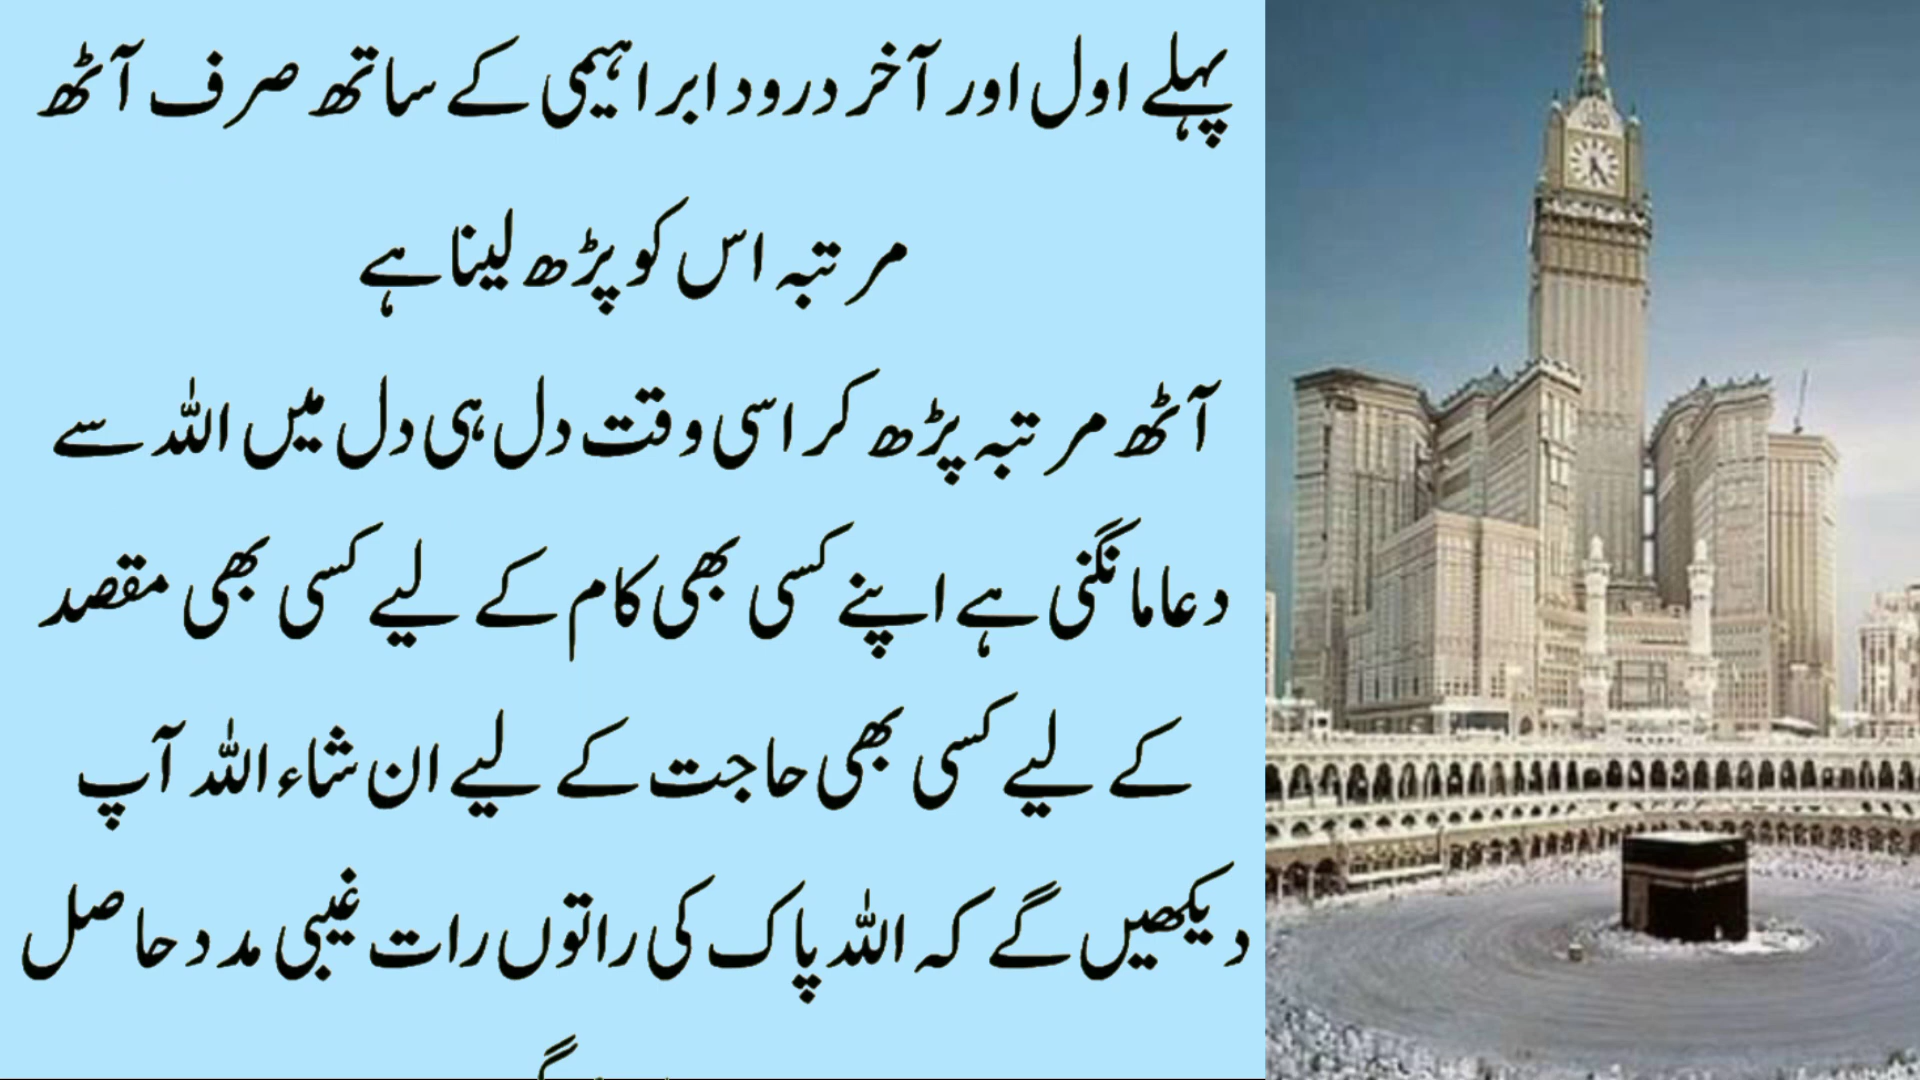 پہلے اول اور آخر درود ابراہیمی کے ساتھ صرف آٹھ
مرتبہ اس کو پڑھ لینا ہے
آٹھ مرتبہ پڑھ کر اسی وقت دل ہی دل میں اللہ سے
دعا مانگنی ہے اپنے کسی بھی کام کے لیے کسی بھی مقصد
کے لیے کسی بھی حاجت کے لیے ان شاء اللہ آپ
دیکھیں گے کہ اللہ پاک کی راتوں رات غیبی مدد حاصل